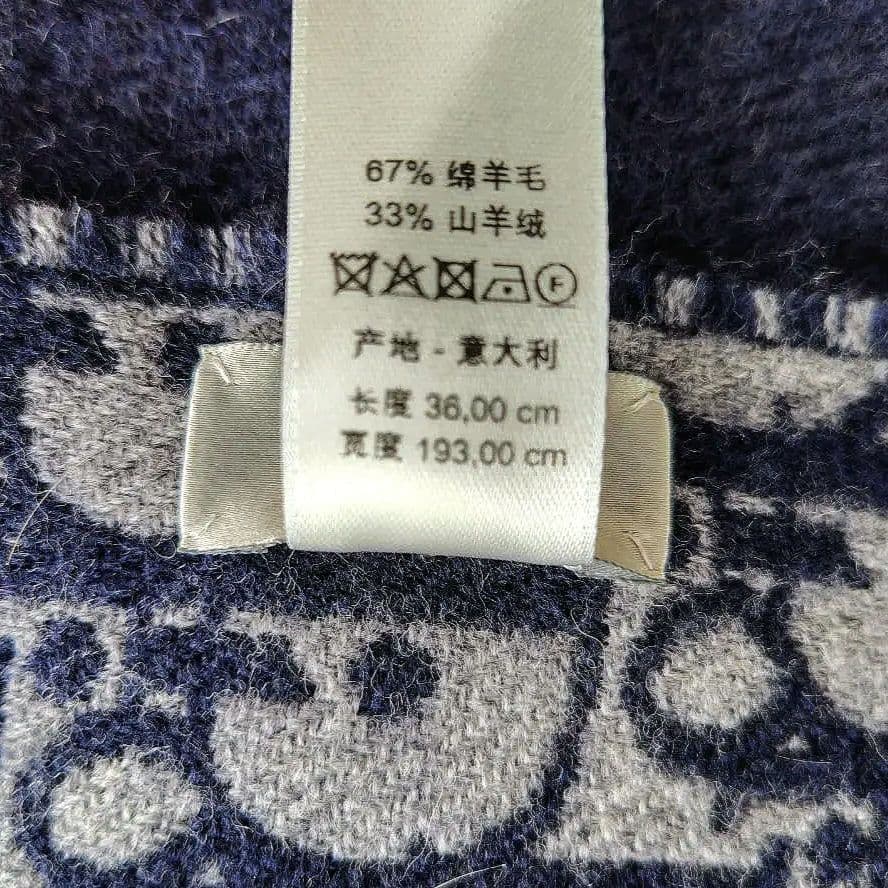 67% 绵羊毛
33% 山羊绒
F
产地 - 意大利
长度 36,00 cm
宽度 193,00 cm